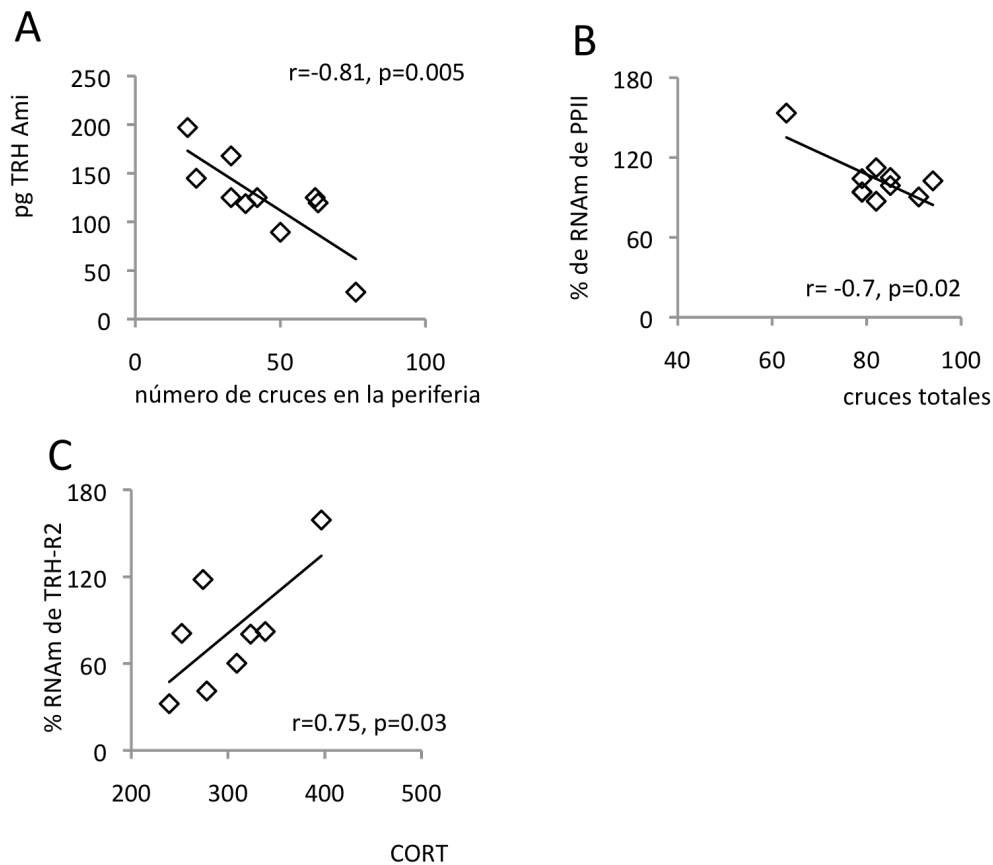 A
r=-0.81, p=0.005
pg TRH Ami
250
200
150
100
50
0
0 50 100
número de cruces en la periferia
B
% de RNAm de PPII
180
120
60
0
r= -0.7, p=0.02
40 60 80 100
cruces totales
C
% RNAm de TRH-R2
180
120
60
0
r=0.75, p=0.03
200 300 400 500
CORT